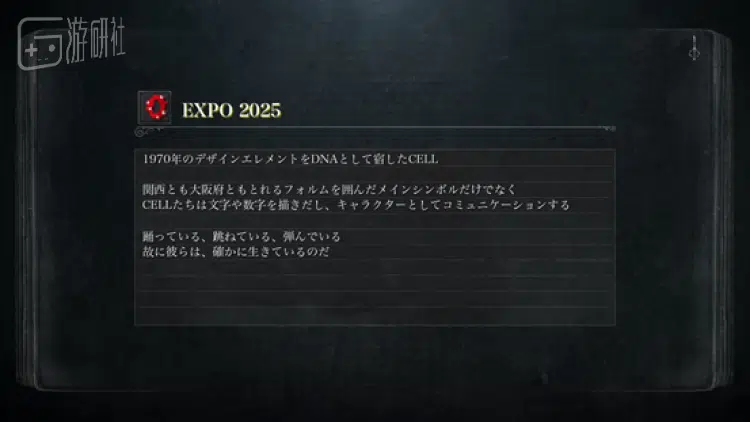 游研社
EXPO 2025
1970年のデザインエレメントをDNAとして宿したCELL
関西とも大阪府ともとれるフォルムを囲んだメインシンボルだけでなく
CELLたちは文字や数字を描きだし、キャラクターとしてコミュニケーションする
踊っている、跳ねている、弾んでいる
故に彼らは、確かに生きているのだ